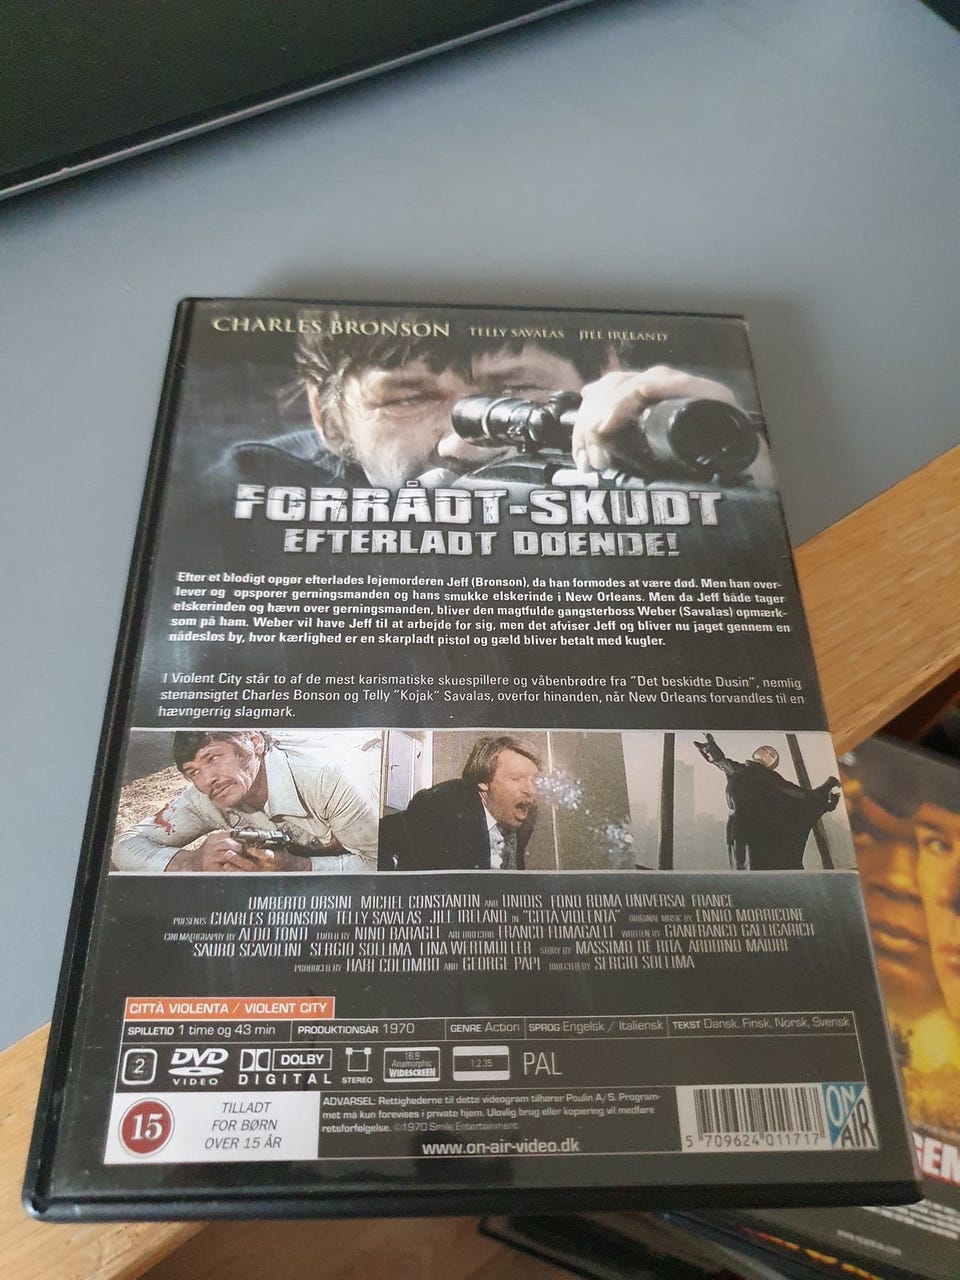 CHARLES BRONSON TELLY SAVALAS JILL IRELAND
FORRÅDT-SKUDT
EFTERLADT DØENDE!
Efter et blodigt opgør efterlades lejemorderen Jeff (Bronson), da han formodes at være død. Men han over-
lever og opsporer gerningsmanden og hans smukke elskerinde i New Orleans. Men da Jeff både tager
elskerinden og hævn over gerningsmanden, bliver den magtfulde gangsterboss Weber (Savalas) opmærk-
som på ham. Weber vil have Jeff til at arbejde for sig, men det afviser Jeff og bliver nu jaget gennem en
nådesløs by, hvor kærlighed er en skarpladt pistol og gæld bliver betalt med kugler.
I Violent City står to af de mest karismatiske skuespillere og våbenbrødre fra "Det beskidte Dusin", nemlig
stenansigtet Charles Bonson og Telly "Kojak" Savalas, overfor hinanden, når New Orleans forvandles til en
hævngerrig slagmark.
UMBERTO ORSINI MICHEL CONSTANTIN AND UNIDIS FONO ROMA UNIVERSAL FRANCE
PRESENTS CHARLES BRONSON TELLY SAVALAS JILL IRELAND IN "CITTÀ VIOLENTA" ORIGINAL MUSIC BY ENNIO MORRICONE
CINEMATOGRAPHY BY ALDO TONTI EDITED BY NINO BARAGLI ART DIRECTOR FRANCO FUMAGALLI WRITTEN BY GIANFRANCO GALLIGARICH
SAURO SCAVOLINI SERGIO SOLLIMA LINA WERTMÜLLER STORY BY MASSIMO DE RITA ARDUINO MAIURI
PRODUCED BY HARI COLOMBO AND GEORGE PAPI DIRECTED BY SERGIO SOLLIMA
CITTÀ VIOLENTA / VIOLENT CITY
SPILLETID 1 time og 43 min PRODUKTIONSÅR 1970 GENRE Action SPROG Engelsk / Italiensk TEKST Dansk, Finsk, Norsk, Svensk
2 DVD VIDEO DOLBY DIGITAL STEREO 16:9 Anamorphic WIDESCREEN 1:2.35 PAL
15 TILLADT
FOR BØRN
OVER 15 ÅR
ADVARSEL: Rettighederne til dette videogram tilhører Poulin A/S. Program-
met må kun forevises i private hjem. Ulovlig brug eller kopiering vil medføre
retsforfølgelse. ©1970 Smile Entertainment
www.on-air-video.dk
5 709624 011717
ON AIR
GEM